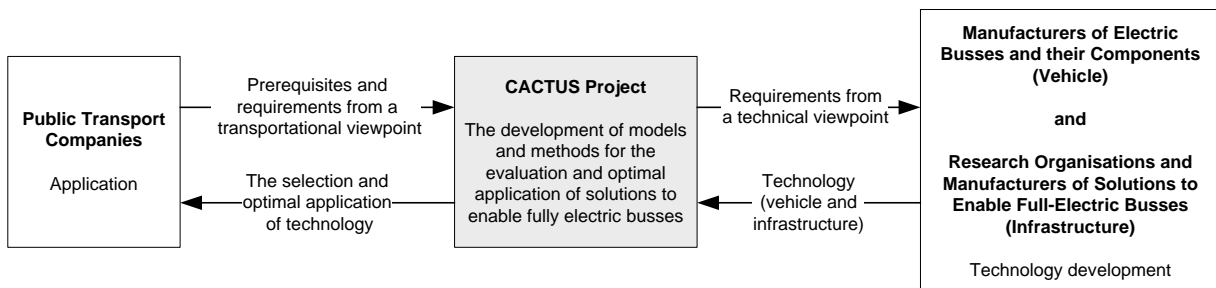 Public Transport
Companies
Application
Prerequisites and
requirements from a
transportational viewpoint
The selection and
optimal application
of technology
CACTUS Project
The development of models
and methods for the
evaluation and optimal
application of solutions to
enable fully electric busses
Requirements from
a technical viewpoint
Technology
(vehicle and
infrastructure)
Manufacturers of Electric
Busses and their Components
(Vehicle)
and
Research Organisations and
Manufacturers of Solutions to
Enable Full-Electric Busses
(Infrastructure)
Technology development